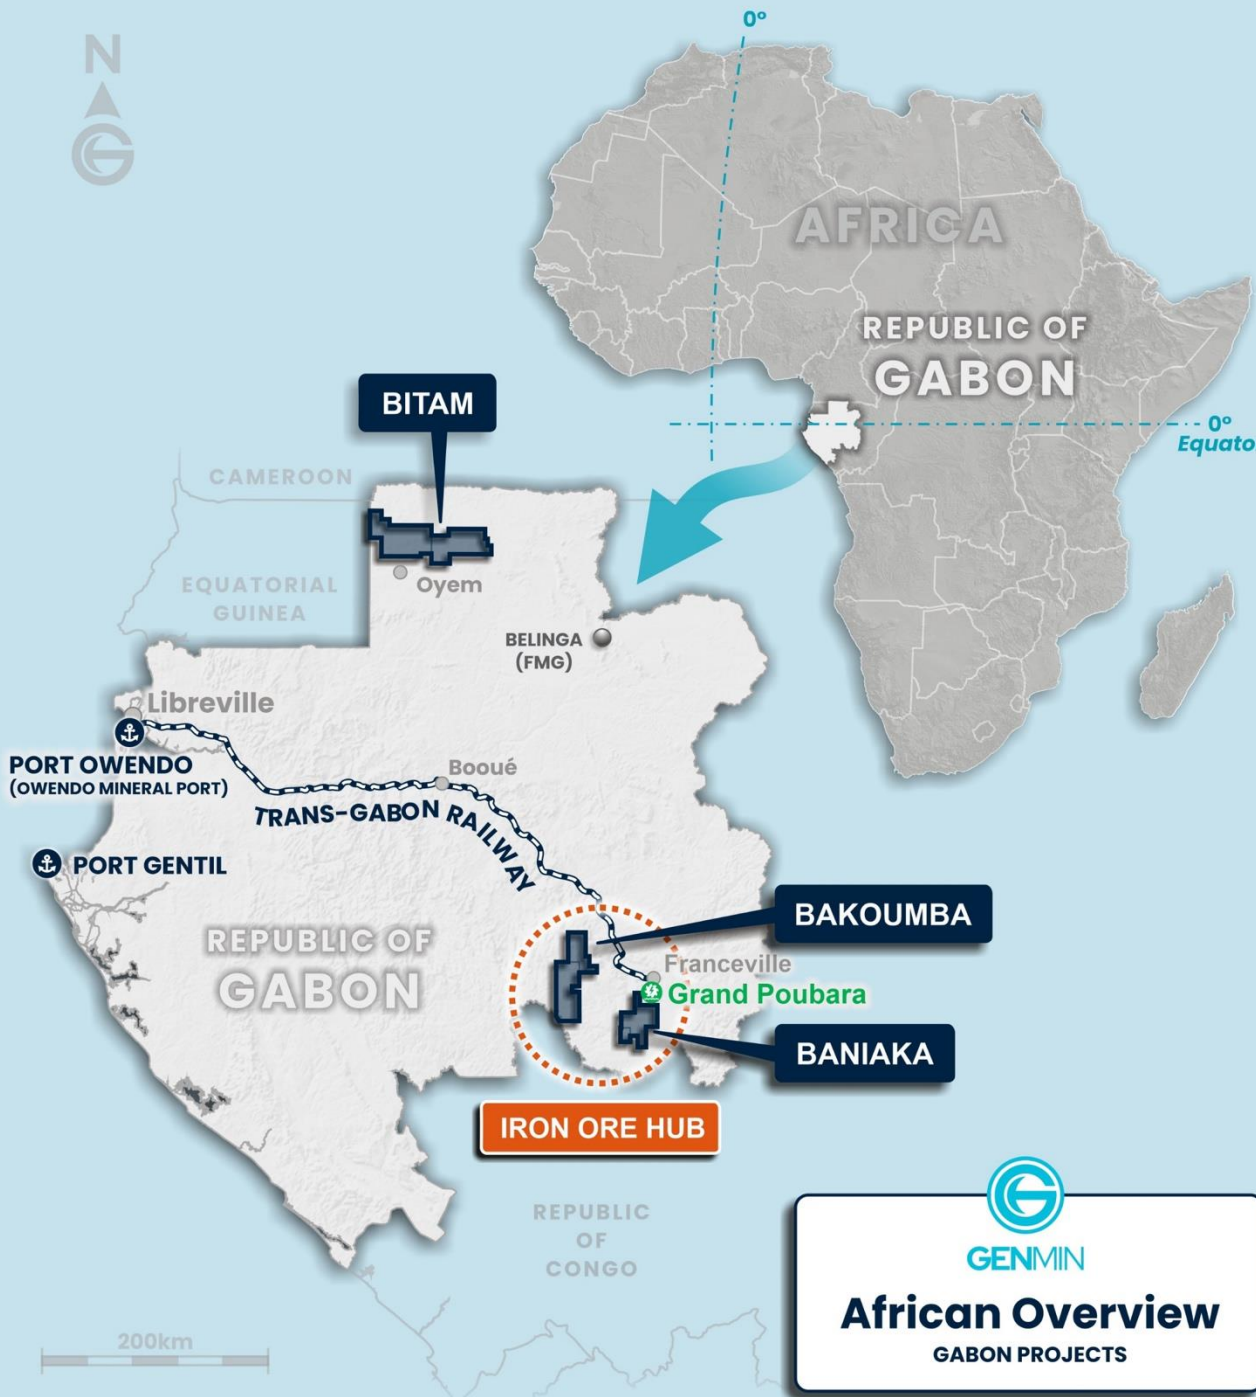 N
0°
AFRICA
REPUBLIC OF
GABON
0°
Equato
BITAM
CAMEROON
EQUATORIAL
GUINEA
Oyem
BELINGA
(FMG)
Libreville
PORT OWENDO
(OWENDO MINERAL PORT)
Booué
TRANS-GABON RAILWAY
PORT GENTIL
REPUBLIC OF
GABON
BAKOUMBA
Franceville
Grand Poubara
BANIAKA
IRON ORE HUB
REPUBLIC
OF
CONGO
200km
GENMIN
African Overview
GABON PROJECTS